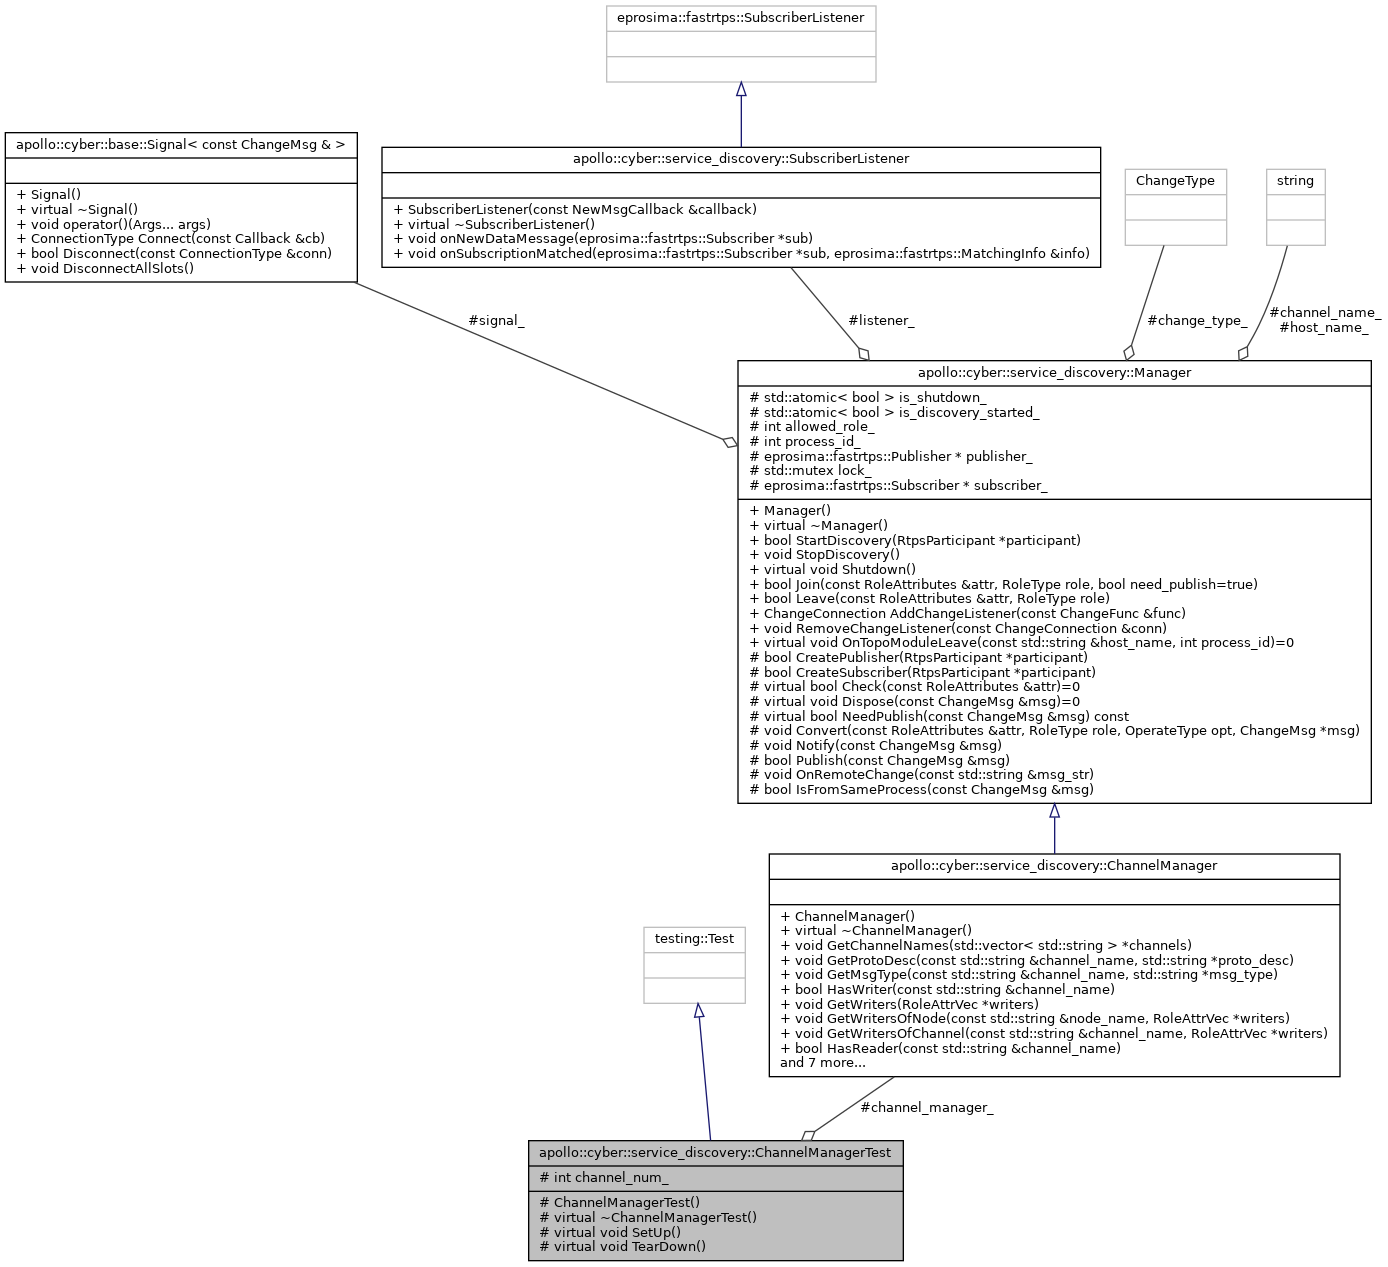 eprosima::fastrtps::SubscriberListener
apollo::cyber::base::Signal< const ChangeMsg & >
+ Signal()
+ virtual ~Signal()
+ void operator()(Args... args)
+ ConnectionType Connect(const Callback &cb)
+ bool Disconnect(const ConnectionType &conn)
+ void DisconnectAllSlots()
apollo::cyber::service_discovery::SubscriberListener
+ SubscriberListener(const NewMsgCallback &callback)
+ virtual ~SubscriberListener()
+ void onNewDataMessage(eprosima::fastrtps::Subscriber *sub)
+ void onSubscriptionMatched(eprosima::fastrtps::Subscriber *sub, eprosima::fastrtps::MatchingInfo &info)
ChangeType
string
#signal_
#listener_
#change_type_
#channel_name_
#host_name_
apollo::cyber::service_discovery::Manager
# std::atomic< bool > is_shutdown_
# std::atomic< bool > is_discovery_started_
# int allowed_role_
# int process_id_
# eprosima::fastrtps::Publisher * publisher_
# std::mutex lock_
# eprosima::fastrtps::Subscriber * subscriber_
+ Manager()
+ virtual ~Manager()
+ bool StartDiscovery(RtpsParticipant *participant)
+ void StopDiscovery()
+ virtual void Shutdown()
+ bool Join(const RoleAttributes &attr, RoleType role, bool need_publish=true)
+ bool Leave(const RoleAttributes &attr, RoleType role)
+ ChangeConnection AddChangeListener(const ChangeFunc &func)
+ void RemoveChangeListener(const ChangeConnection &conn)
+ virtual void OnTopoModuleLeave(const std::string &host_name, int process_id)=0
# bool CreatePublisher(RtpsParticipant *participant)
# bool CreateSubscriber(RtpsParticipant *participant)
# virtual bool Check(const RoleAttributes &attr)=0
# virtual void Dispose(const ChangeMsg &msg)=0
# virtual bool NeedPublish(const ChangeMsg &msg) const
# void Convert(const RoleAttributes &attr, RoleType role, OperateType opt, ChangeMsg *msg)
# void Notify(const ChangeMsg &msg)
# bool Publish(const ChangeMsg &msg)
# void OnRemoteChange(const std::string &msg_str)
# bool IsFromSameProcess(const ChangeMsg &msg)
apollo::cyber::service_discovery::ChannelManager
+ ChannelManager()
+ virtual ~ChannelManager()
+ void GetChannelNames(std::vector< std::string > *channels)
+ void GetProtoDesc(const std::string &channel_name, std::string *proto_desc)
+ void GetMsgType(const std::string &channel_name, std::string *msg_type)
+ bool HasWriter(const std::string &channel_name)
+ void GetWriters(RoleAttrVec *writers)
+ void GetWritersOfNode(const std::string &node_name, RoleAttrVec *writers)
+ void GetWritersOfChannel(const std::string &channel_name, RoleAttrVec *writers)
+ bool HasReader(const std::string &channel_name)
and 7 more...
testing::Test
#channel_manager_
apollo::cyber::service_discovery::ChannelManagerTest
# int channel_num_
# ChannelManagerTest()
# virtual ~ChannelManagerTest()
# virtual void SetUp()
# virtual void TearDown()